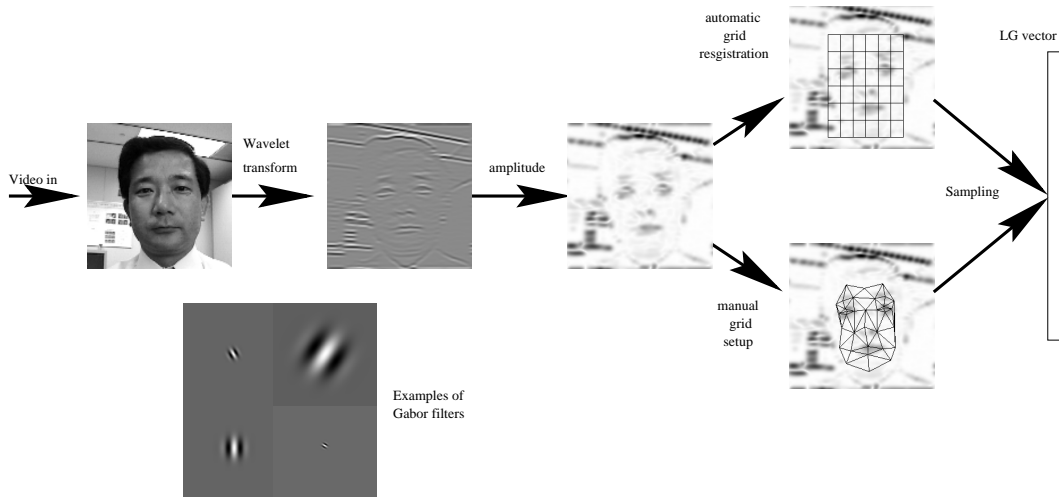 automatic
grid
resgistration
LG vector
Video in
Wavelet
transform
amplitude
Sampling
manual
grid
setup
Examples of
Gabor filters